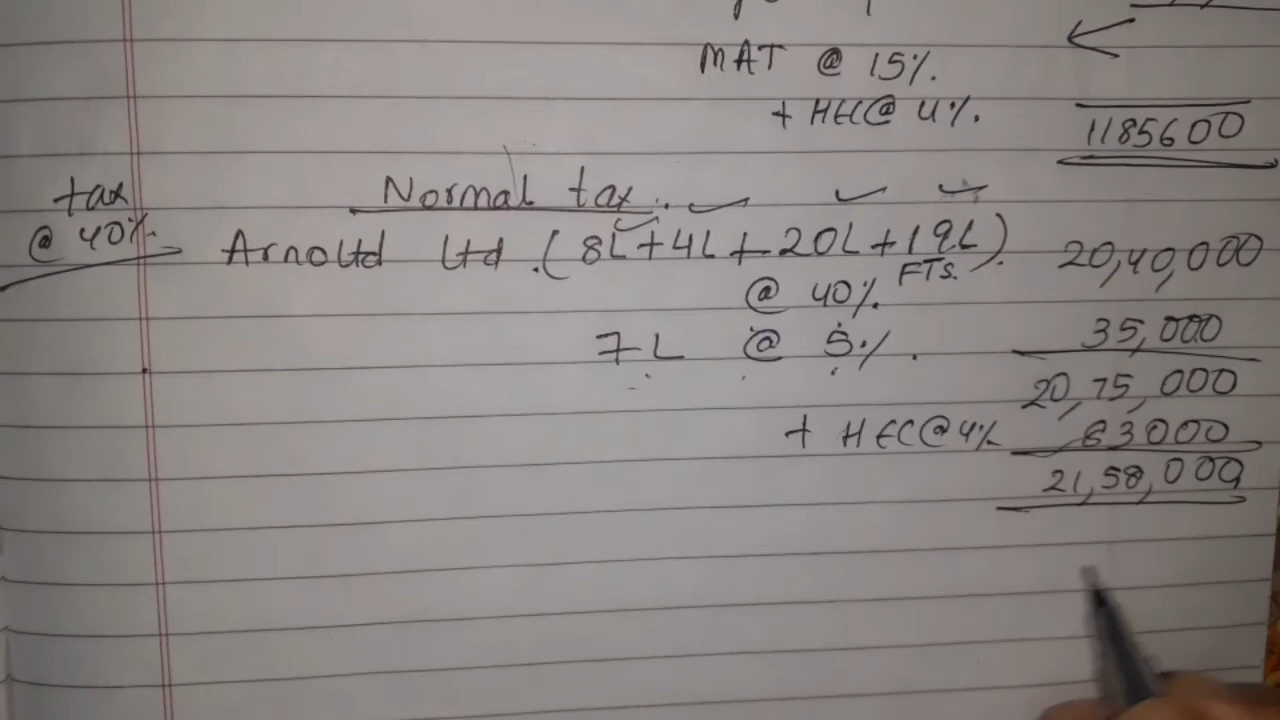 MAT @ 15%.
+ HEC@ 4%. 1185600
tax Normal tax.
@ 40% Arnoltd Ltd. (8L+4L+20L+19L). 20,40,000
FTs.
@ 40%.
7L @ 5%. 35,000
20,75,000
+ HEC@4% 83000
21,58,000